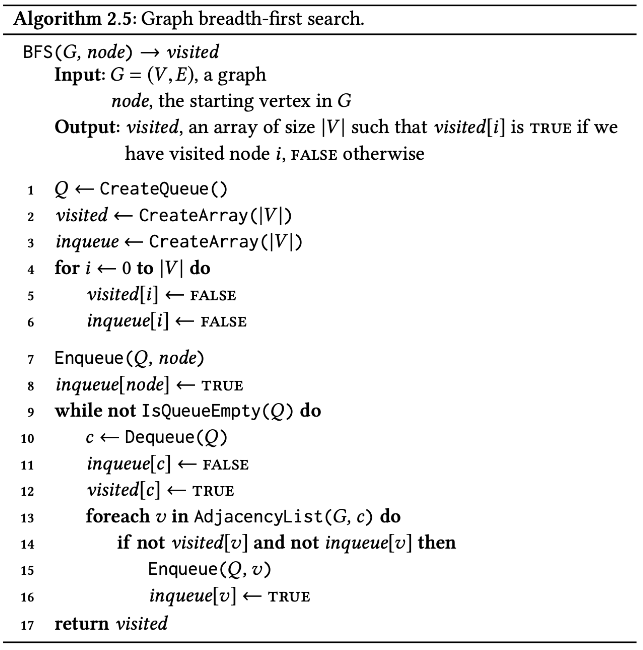 Algorithm 2.5: Graph breadth-first search.
BFS(G, node) → visited
Input: G = (V, E), a graph
node, the starting vertex in G
Output: visited, an array of size |V| such that visited[i] is TRUE if we
have visited node i, FALSE otherwise
1 Q ← CreateQueue()
2 visited ← CreateArray(|V|)
3 inqueue ← CreateArray(|V|)
4 for i ← 0 to |V| do
5 visited[i] ← FALSE
6 inqueue[i] ← FALSE
7 Enqueue(Q, node)
8 inqueue[node] ← TRUE
9 while not IsQueueEmpty(Q) do
10 c ← Dequeue(Q)
11 inqueue[c] ← FALSE
12 visited[c] ← TRUE
13 foreach v in AdjacencyList(G, c) do
14 if not visited[v] and not inqueue[v] then
15 Enqueue(Q, v)
16 inqueue[v] ← TRUE
17 return visited